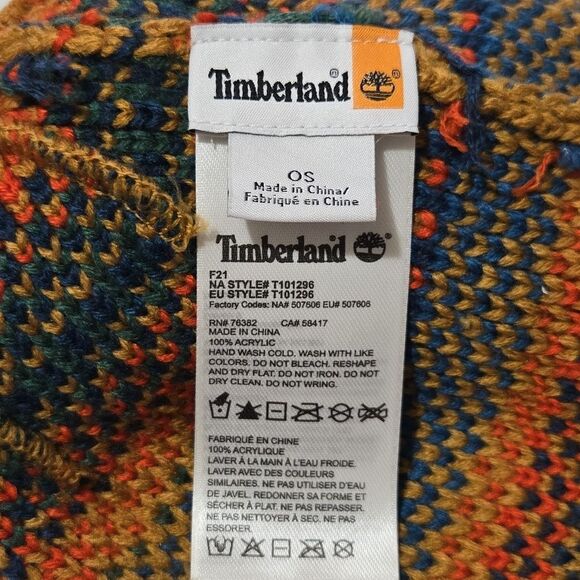 Timberland
OS
Made in China/
Fabriqué en Chine
Timberland
F21
NA STYLE# T101296
EU STYLE# T101296
Factory Codes: NA# 507606 EU# 507606
RN# 76382 CA# 58417
MADE IN CHINA
100% ACRYLIC
HAND WASH COLD. WASH WITH LIKE
COLORS. DO NOT BLEACH. RESHAPE
AND DRY FLAT. DO NOT IRON. DO NOT
DRY CLEAN. DO NOT WRING.
FABRIQUÉ EN CHINE
100% ACRYLIQUE
LAVER À LA MAIN À L'EAU FROIDE.
LAVER AVEC DES COULEURS
SIMILAIRES. NE PAS UTILISER D'EAU
DE JAVEL. REDONNER SA FORME ET
SÉCHER À PLAT. NE PAS REPASSER.
NE PAS NETTOYER À SEC. NE PAS
ESSORER.